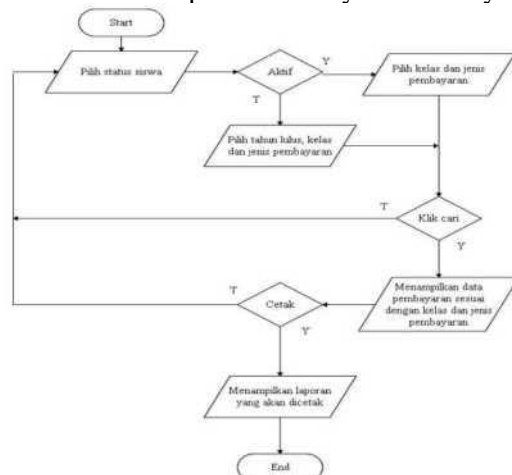 Start
Pilih status siswa
Aktif
Y
Pilih kelas dan jenis
pembayaran
T
Pilih tahun lulus, kelas
dan jenis pembayaran
T
Klik cari
Y
Menampilkan data
pembayaran sesuai
dengan kelas dan jenis
pembayaran
T
Cetak
Y
Menampilkan laporan
yang akan dicetak
End